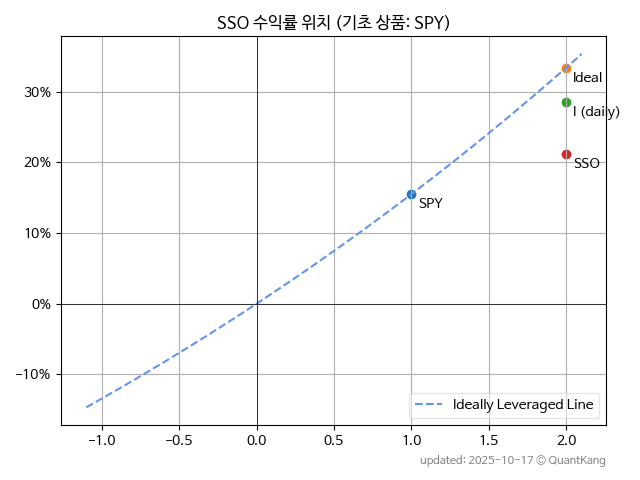 SSO 수익률 위치 (기초 상품: SPY)
30%
20%
10%
0%
−10%
Ideal
I (daily)
SSO
SPY
Ideally Leveraged Line
−1.0 −0.5 0.0 0.5 1.0 1.5 2.0
updated: 2025-10-17 © QuantKang